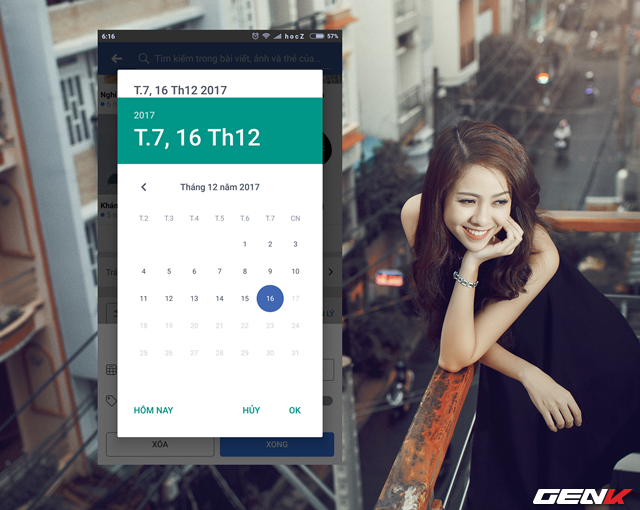 6:16
hocZ
57%
Tìm kiếm trong bài viết, ảnh và thẻ của...
T.7, 16 Th12 2017
2017
T.7, 16 Th12
Tháng 12 năm 2017
T.2 T.3 T.4 T.5 T.6 T.7 CN
1 2 3
4 5 6 7 8 9 10
11 12 13 14 15 16 17
18 19 20 21 22 23 24
25 26 27 28 29 30 31
HÔM NAY HỦY OK
XÓA XONG
GENK